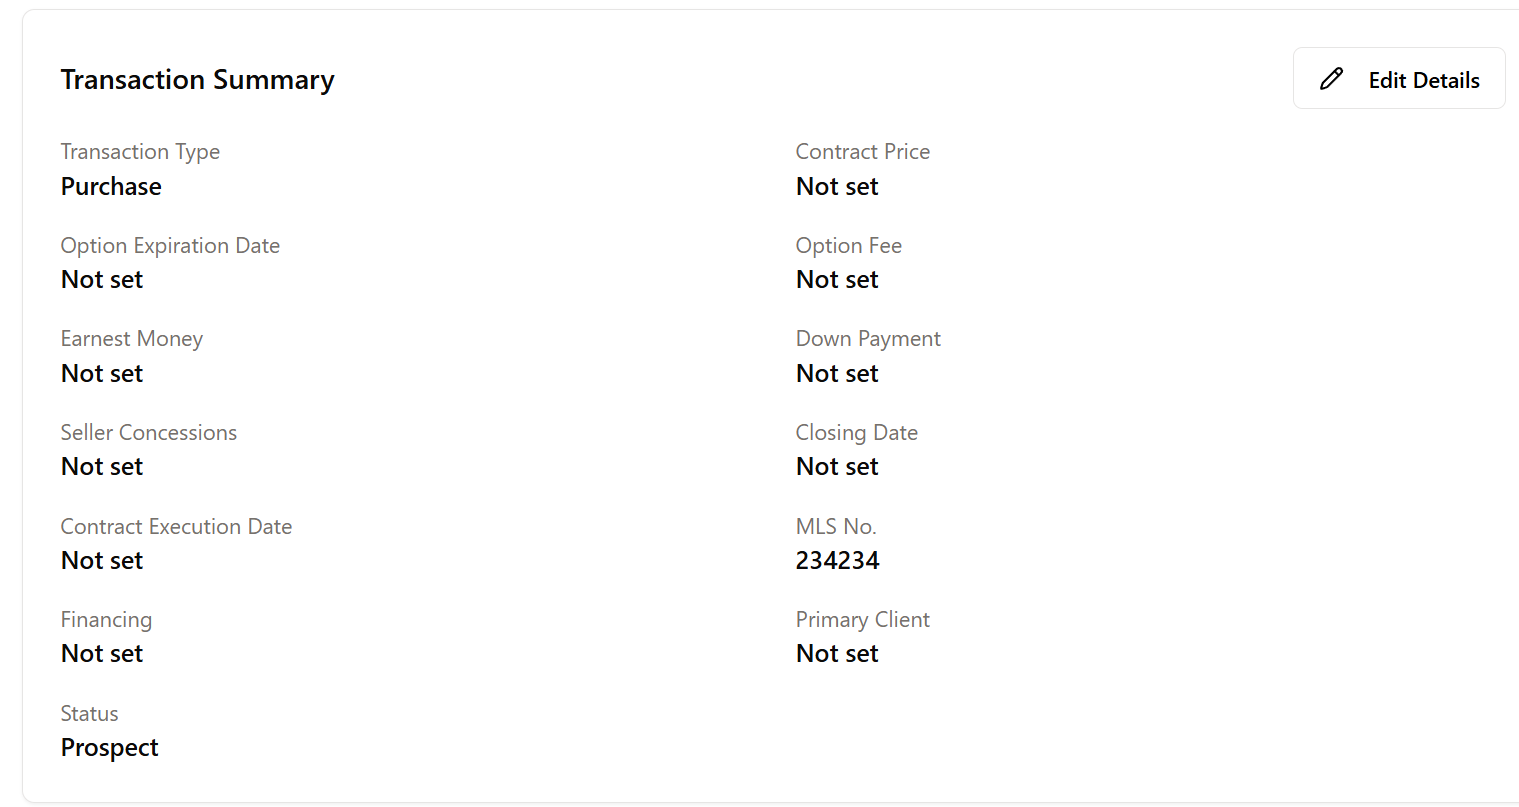 Transaction Summary
Edit Details
Transaction Type
Purchase
Contract Price
Not set
Option Expiration Date
Not set
Option Fee
Not set
Earnest Money
Not set
Down Payment
Not set
Seller Concessions
Not set
Closing Date
Not set
Contract Execution Date
Not set
MLS No.
234234
Financing
Not set
Primary Client
Not set
Status
Prospect